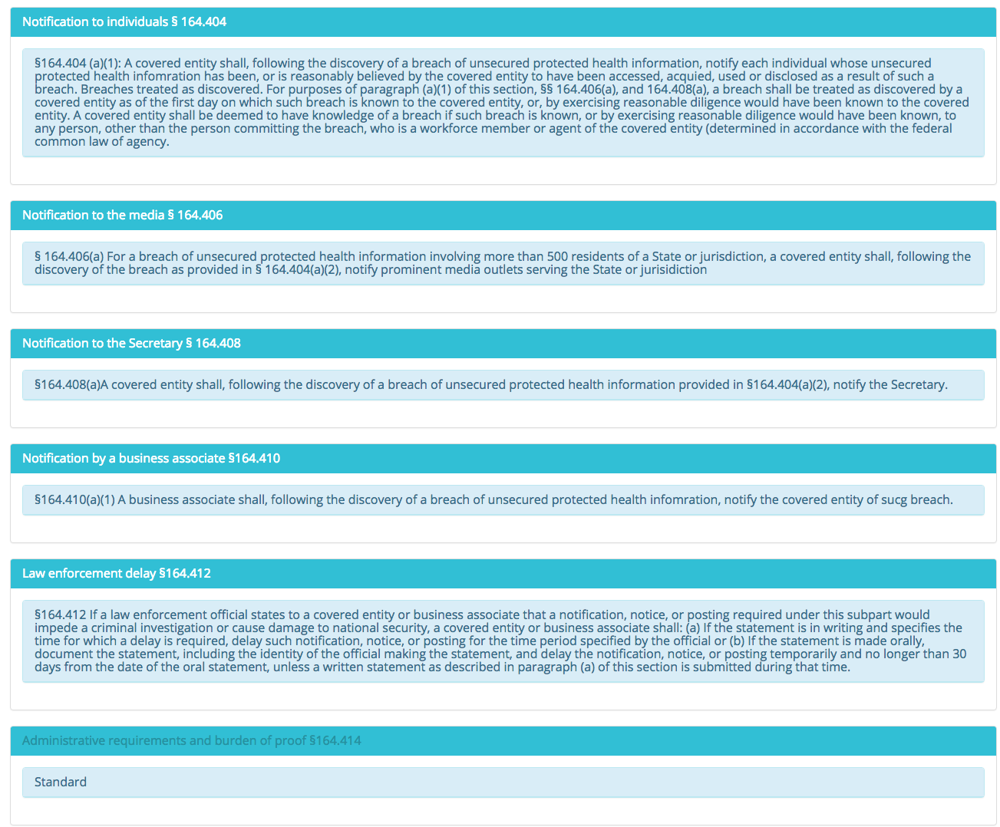 Notification to individuals § 164.404
§164.404 (a)(1): A covered entity shall, following the discovery of a breach of unsecured protected health information, notify each individual whose unsecured
protected health infomration has been, or is reasonably believed by the covered entity to have been accessed, acquied, used or disclosed as a result of such a
breach. Breaches treated as discovered. For purposes of paragraph (a)(1) of this section, §§ 164.406(a), and 164.408(a), a breach shall be treated as discovered by a
covered entity as of the first day on which such breach is known to the covered entity, or, by exercising reasonable diligence would have been known to the covered
entity. A covered entity shall be deemed to have knowledge of a breach if such breach is known, or by exercising reasonable diligence would have been known, to
any person, other than the person committing the breach, who is a workforce member or agent of the covered entity (determined in accordance with the federal
common law of agency.
Notification to the media § 164.406
§ 164.406(a) For a breach of unsecured protected health information involving more than 500 residents of a State or jurisdiction, a covered entity shall, following the
discovery of the breach as provided in § 164.404(a)(2), notify prominent media outlets serving the State or jurisidiction
Notification to the Secretary § 164.408
§164.408(a)A covered entity shall, following the discovery of a breach of unsecured protected health information provided in §164.404(a)(2), notify the Secretary.
Notification by a business associate §164.410
§164.410(a)(1) A business associate shall, following the discovery of a breach of unsecured protected health infomration, notify the covered entity of sucg breach.
Law enforcement delay §164.412
§164.412 If a law enforcement official states to a covered entity or business associate that a notification, notice, or posting required under this subpart would
impede a criminal investigation or cause damage to national security, a covered entity or business associate shall: (a) If the statement is in writing and specifies the
time for which a delay is required, delay such notification, notice, or posting for the time period specified by the official or (b) If the statement is made orally,
document the statement, including the identity of the official making the statement, and delay the notification, notice, or posting temporarily and no longer than 30
days from the date of the oral statement, unless a written statement as described in paragraph (a) of this section is submitted during that time.
Administrative requirements and burden of proof §164.414
Standard